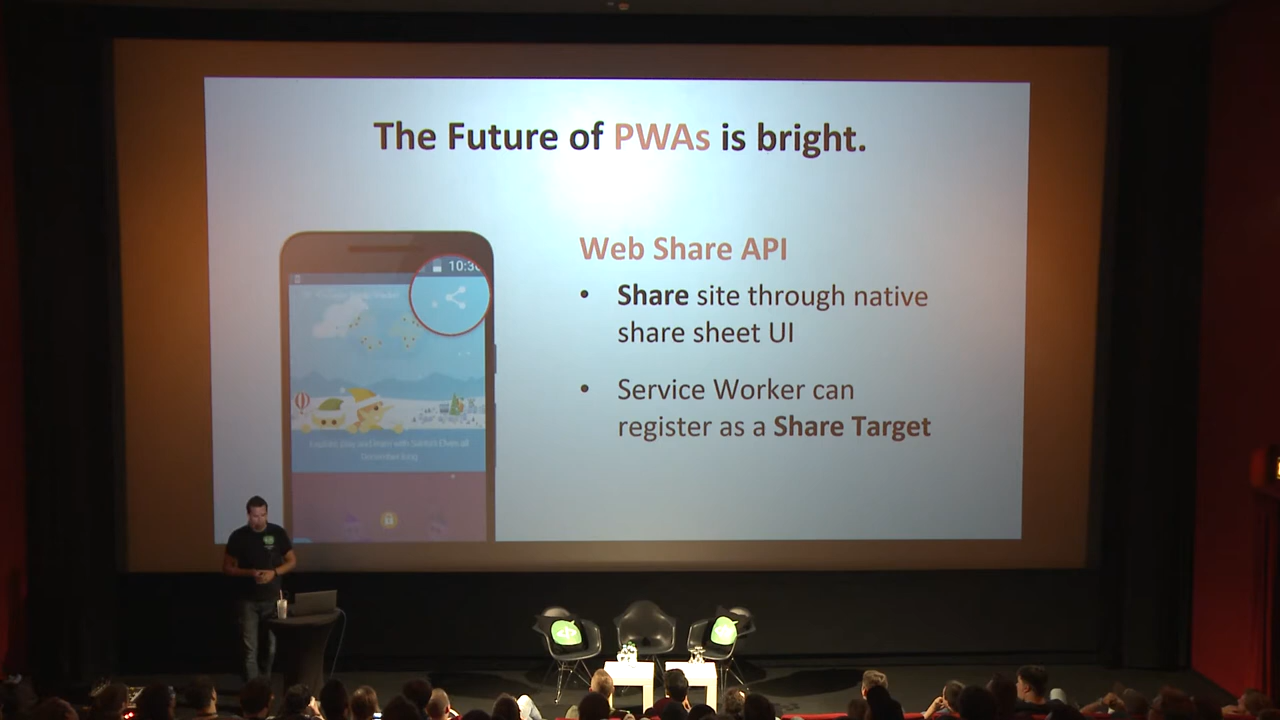 The Future of PWAs is bright.
Web Share API
• Share site through native
share sheet UI
• Service Worker can
register as a Share Target
10:3